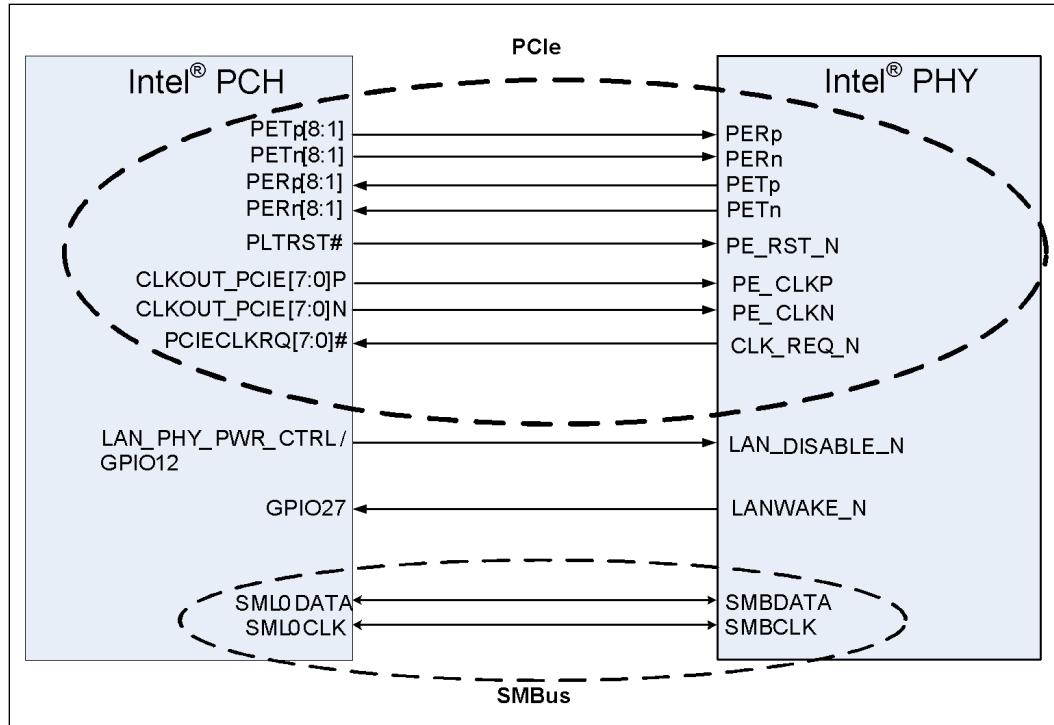 PCIe
Intel® PCH
Intel® PHY
PETp[8:1]
PERp
PETn[8:1]
PERn
PERp[8:1]
PETp
PERn[8:1]
PETn
PLTRST#
PE_RST_N
CLKOUT_PCIE[7:0]P
PE_CLKP
CLKOUT_PCIE[7:0]N
PE_CLKN
PCIECLKRQ[7:0]#
CLK_REQ_N
LAN_PHY_PWR_CTRL/
GPIO12
LAN_DISABLE_N
GPIO27
LANWAKE_N
SML0DATA
SMBDATA
SML0CLK
SMBCLK
SMBus